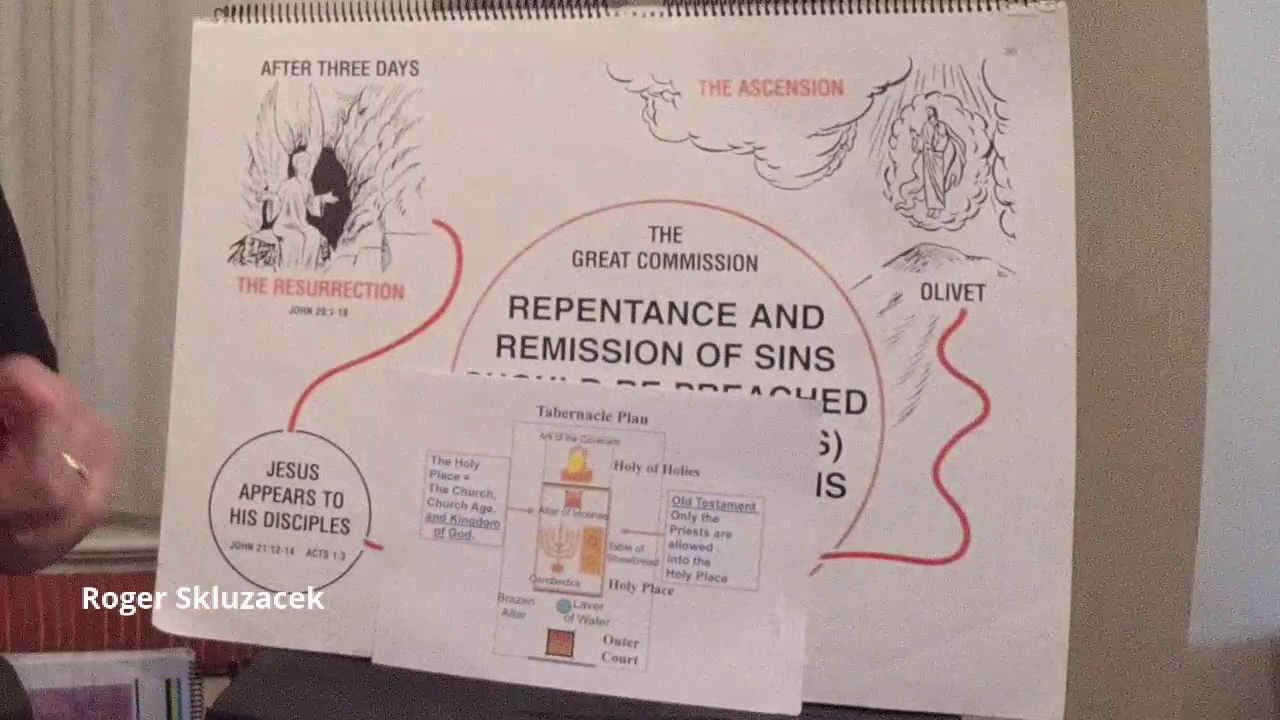 AFTER THREE DAYS
THE RESURRECTION
JOHN 20:1-18
THE ASCENSION
OLIVET
THE
GREAT COMMISSION
REPENTANCE AND
REMISSION OF SINS
SHOULD BE PREACHED
S)
NS
JESUS
APPEARS TO
HIS DISCIPLES
JOHN 21:12-14 ACTS 1:3
Tabernacle Plan
Ark of the Covenant
Holy of Holies
The Holy
Place =
The Church,
Church Age,
and Kingdom
of God.
Altar of Incense
Old Testament
Only the
Priests are
allowed
into the
Holy Place
Table of
Shewbread
Candlestick
Holy Place
Brazen
Altar
Laver
of Water
Outer
Court
Roger Skluzacek